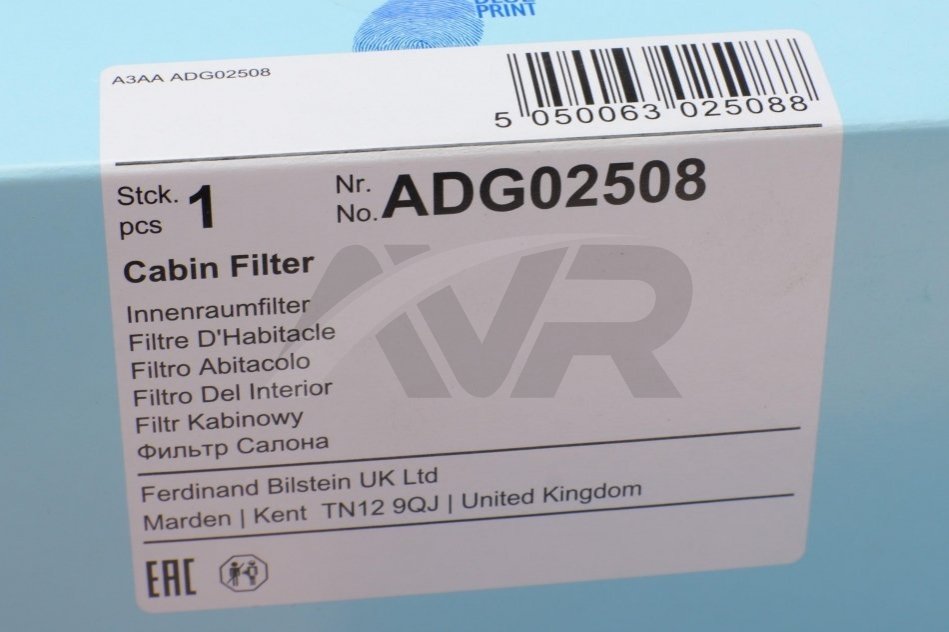 BLUE
PRINT
A3AA ADG02508
5 050063 025088
Stck. 1
pcs
Nr.
No. ADG02508
Cabin Filter
Innenraumfilter
Filtre D'Habitacle
Filtro Abitacolo
Filtro Del Interior
Filtr Kabinowy
Фильтр Салона
Ferdinand Bilstein UK Ltd
Marden | Kent TN12 9QJ | United Kingdom
EAC
AVR